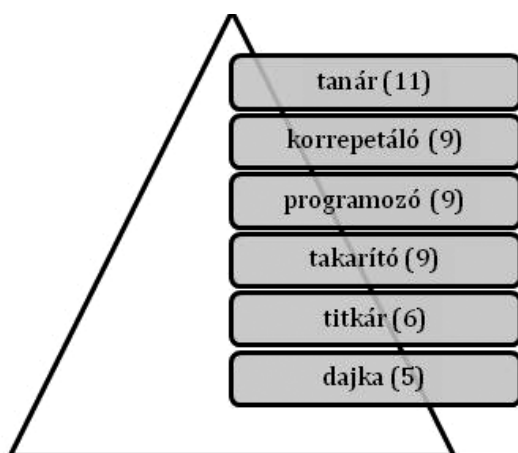 tanár (11)
korrepetáló (9)
programozó (9)
takarító (9)
titkár (6)
dajka (5)